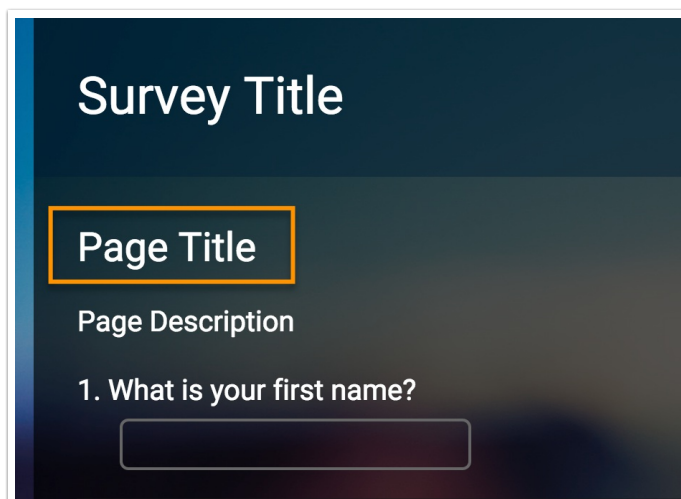 Survey Title
Page Title
Page Description
1. What is your first name?